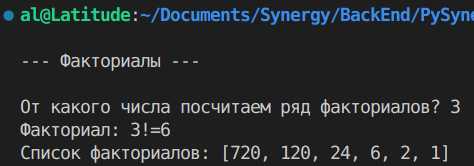 al@Latitude:~/Documents/Synergy/BackEnd/PySyn
--- Факториалы ---
От какого числа посчитаем ряд факториалов? 3
Факториал: 3!=6
Список факториалов: [720, 120, 24, 6, 2, 1]